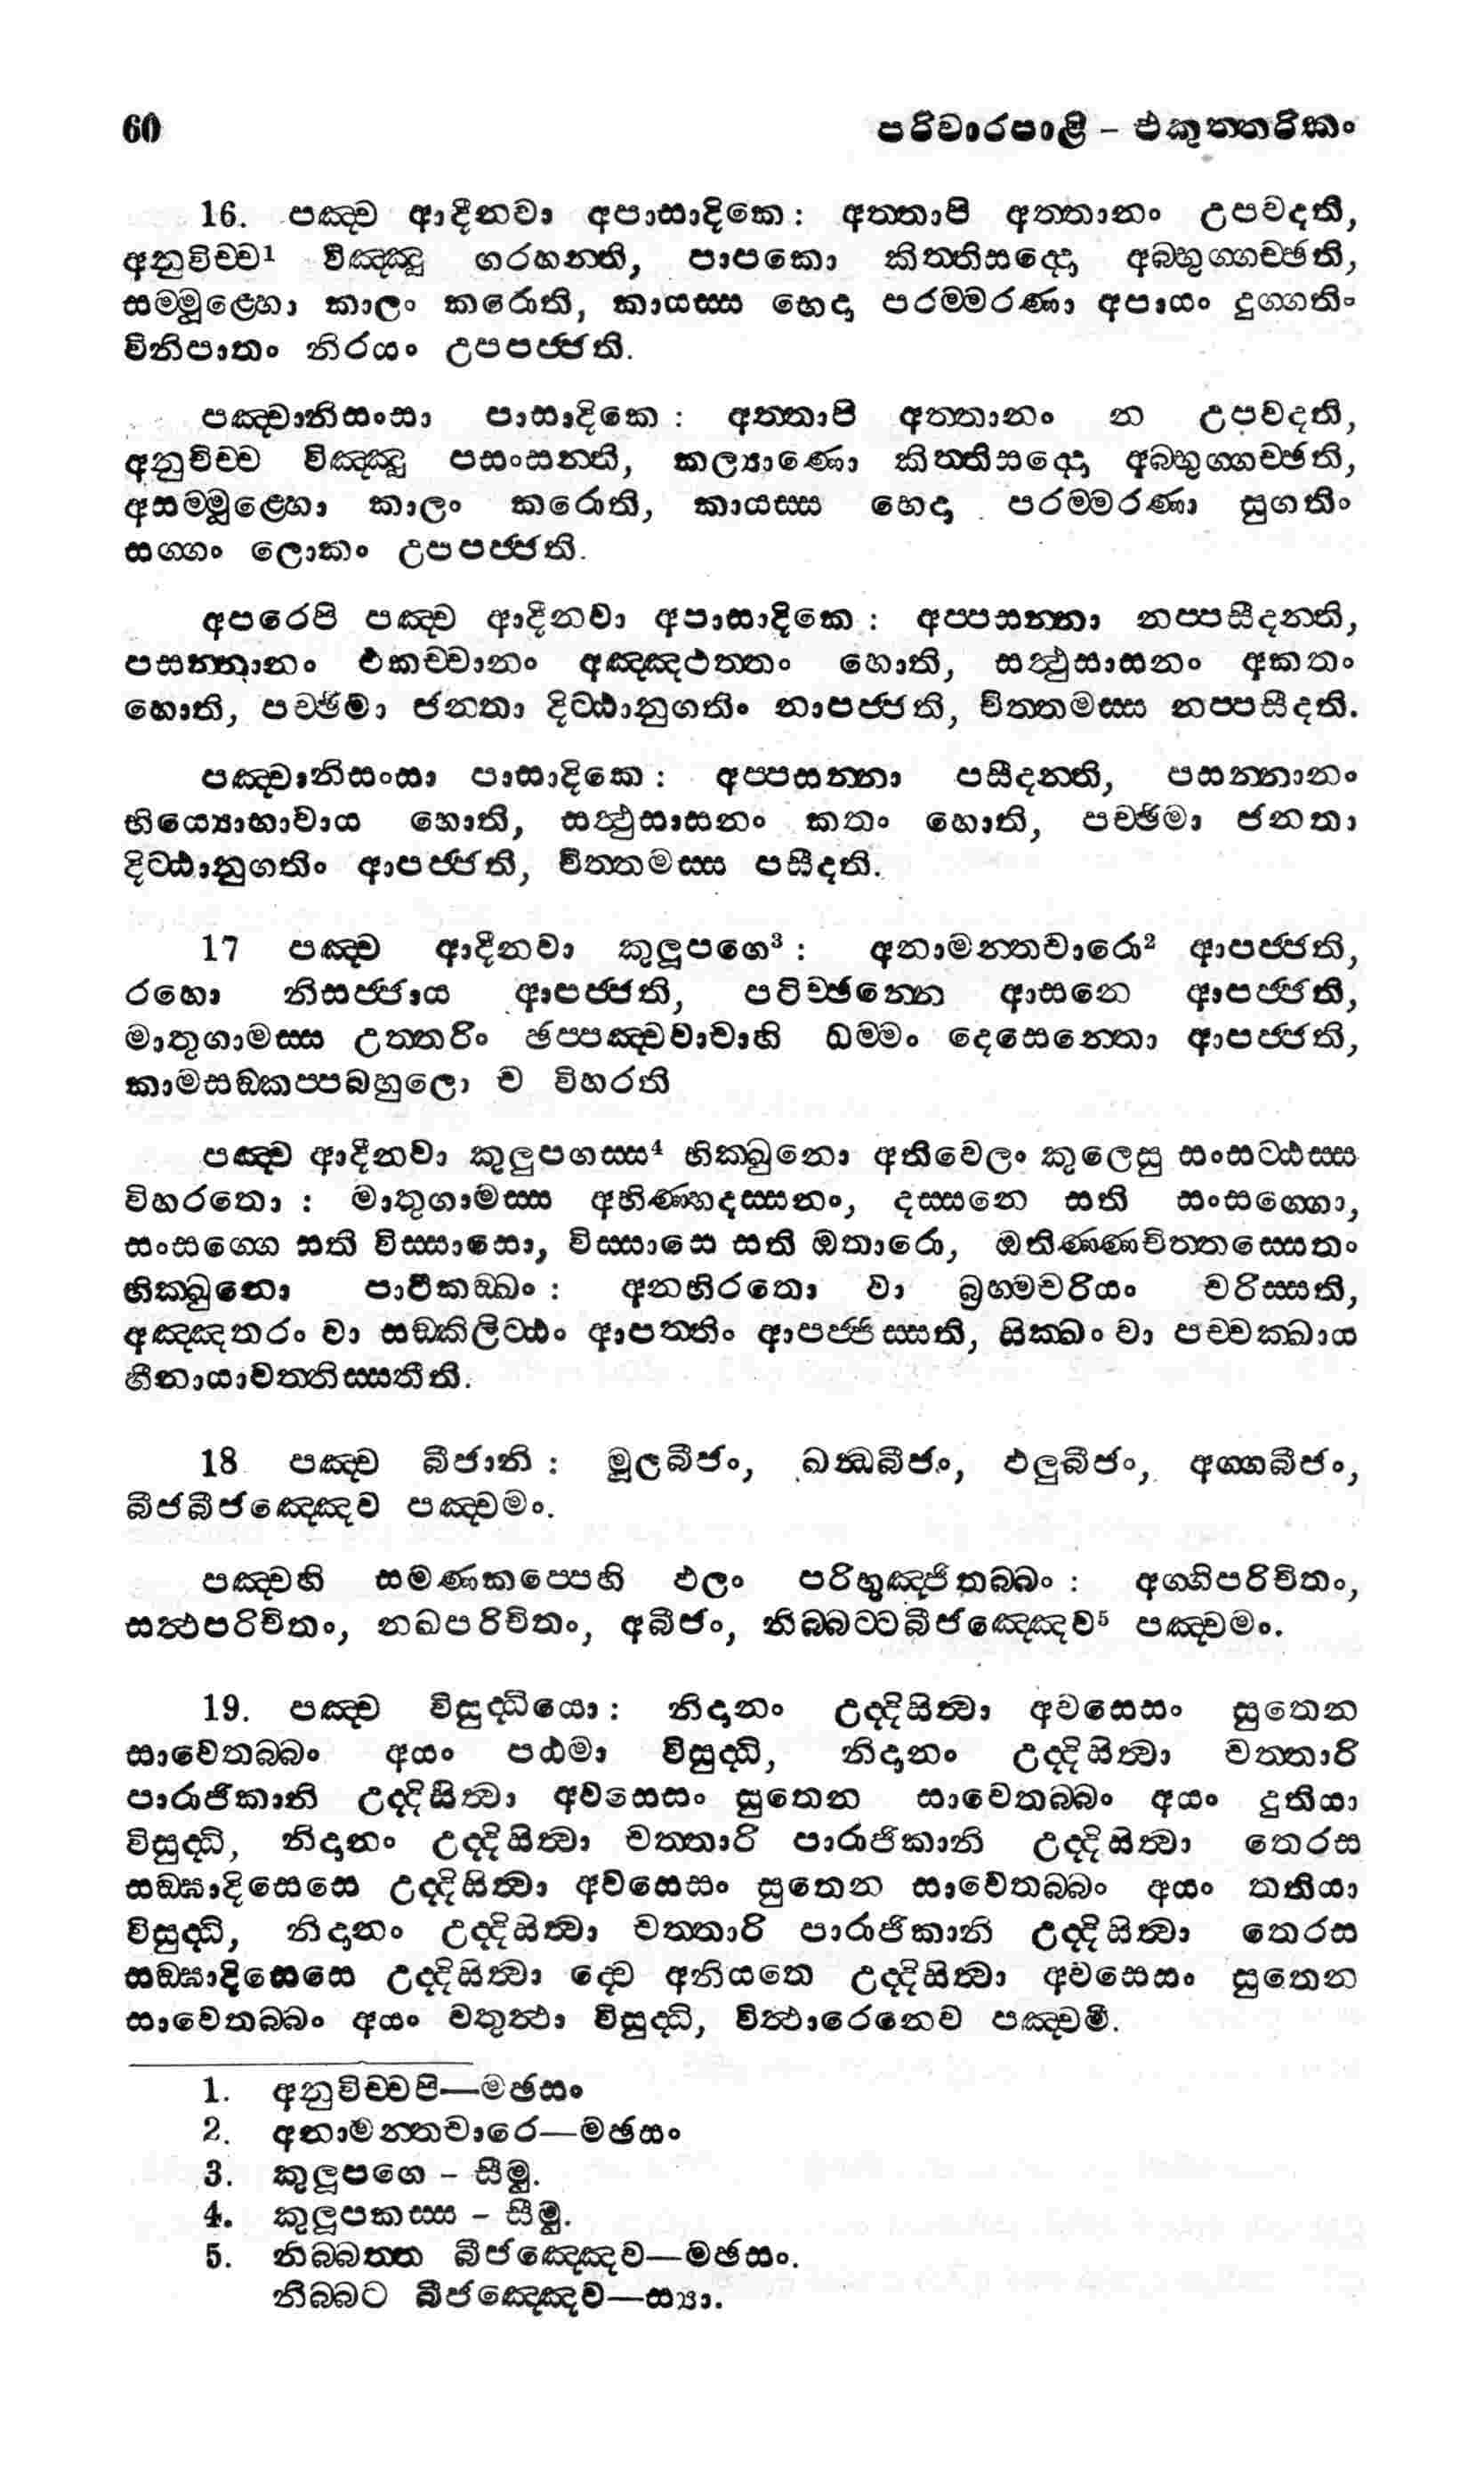 60 පරිවාරපාළි – එකුත්තරිකං
16. පඤ්ච ආදීනවා අපාසාදිකෙ : අත්තාපි අත්තානං උපවදති,
අනුවිච්ච¹ විඤ්ඤූ ගරහන්ති, පාපකො කිත්තිසද්දො අබ්භුග්ගච්ඡති,
සම්මූළ්හො කාලං කරොති, කායස්ස භෙදා පරම්මරණා අපායං දුග්ගතිං
විනිපාතං නිරයං උපපජ්ජති.
පඤ්චානිසංසා පාසාදිකෙ : අත්තාපි අත්තානං න උපවදති,
අනුවිච්ච විඤ්ඤූ පසංසන්ති, කල්‍යාණො කිත්තිසද්දො අබ්භුග්ගච්ඡති,
අසම්මූළ්හො කාලං කරොති, කායස්ස භෙදා පරම්මරණා සුගතිං
සග්ගං ලොකං උපපජ්ජති.
අපරෙපි පඤ්ච ආදීනවා අපාසාදිකෙ : අප්පසන්නා නප්පසීදන්ති,
පසන්නානං එකච්චානං අඤ්ඤථත්තං හොති, සත්‍ථුසාසනං අකතං
හොති, පච්ඡිමා ජනතා දිට්ඨානුගතිං නාපජ්ජති, චිත්තමස්ස නප්පසීදති.
පඤ්චානිසංසා පාසාදිකෙ : අප්පසන්නා පසීදන්ති, පසන්නානං
භිය්‍යොභාවාය හොති, සත්‍ථුසාසනං කතං හොති, පච්ඡිමා ජනතා
දිට්ඨානුගතිං ආපජ්ජති, චිත්තමස්ස පසීදති.
17 පඤ්ච ආදීනවා කුලූපගෙ³ : අනාමන්තචාරො² ආපජ්ජති,
රහො නිසජ්ජාය ආපජ්ජති, පටිච්ඡන්නෙ ආසනෙ ආපජ්ජති,
මාතුගාමස්ස උත්තරිං ඡප්පඤ්චවාචාහි ධම්මං දෙසෙන්තො ආපජ්ජති,
කාමසඞ්කප්පබහුලො ච විහරති
පඤ්ච ආදීනවා කුලුපගස්ස⁴ භික්ඛුනො අතිවෙලං කුලෙසු සංසට්ඨස්ස
විහරතො : මාතුගාමස්ස අභිණ්හදස්සනං, දස්සනෙ සති සංසග්ගො,
සංසග්ගෙ සති විස්සාසො, විස්සාසෙ සති ඔතාරො, ඔතිණ්ණචිත්තස්සෙතං
භික්ඛුනො පාටිකඞ්ඛං : අනභිරතො වා බ්‍රහ්මචරියං චරිස්සති,
අඤ්ඤතරං වා සඞ්කිලිට්ඨං ආපත්තිං ආපජ්ජිස්සති, සික්ඛං වා පච්චක්ඛාය
හීනායාවත්තිස්සතීති.
18 පඤ්ච බීජානි : මූලබීජං, ඛන්‍ධබීජං, ඵලුබීජං, අග්ගබීජං,
බීජබීජඤ්ඤෙව පඤ්චමං.
පඤ්චහි සමණකප්පෙහි ඵලං පරිභුඤ්ජිතබ්බං : අග්ගිපරිචිතං,
සත්‍ථපරිචිතං, නඛපරිචිතං, අබීජං, නිබ්බට්ටබීජඤ්ඤෙව⁵ පඤ්චමං.
19. පඤ්ච විසුද්ධියො : නිදානං උද්දිසිත්‍වා අවසෙසං සුතෙන
සාවෙතබ්බං අයං පඨමා විසුද්ධි, නිදානං උද්දිසිත්‍වා චත්තාරි
පාරාජිකානි උද්දිසිත්‍වා අවසෙසං සුතෙන සාවෙතබ්බං අයං දුතියා
විසුද්ධි, නිදානං උද්දිසිත්‍වා චත්තාරි පාරාජිකානි උද්දිසිත්‍වා තෙරස
සඞ්ඝාදිසෙසෙ උද්දිසිත්‍වා අවසෙසං සුතෙන සාවෙතබ්බං අයං තතියා
විසුද්ධි, නිදානං උද්දිසිත්‍වා චත්තාරි පාරාජිකානි උද්දිසිත්‍වා තෙරස
සඞ්ඝාදිසෙසෙ උද්දිසිත්‍වා ද්වෙ අනියතෙ උද්දිසිත්‍වා අවසෙසං සුතෙන
සාවෙතබ්බං අයං චතුත්‍ථා විසුද්ධි, විත්‍ථාරෙනෙව පඤ්චමී.
1. අනුවිච්චපි—මඡසං
2. අනාමන්තචාරෙ—මඡසං
3. කුලූපගෙ – සීමු.
4. කුලූපකස්ස – සීමු.
5. නිබ්බත්ත බීජඤ්ඤෙව—මඡසං.
නිබ්බට බීජඤ්ඤෙව—ස්‍යා.